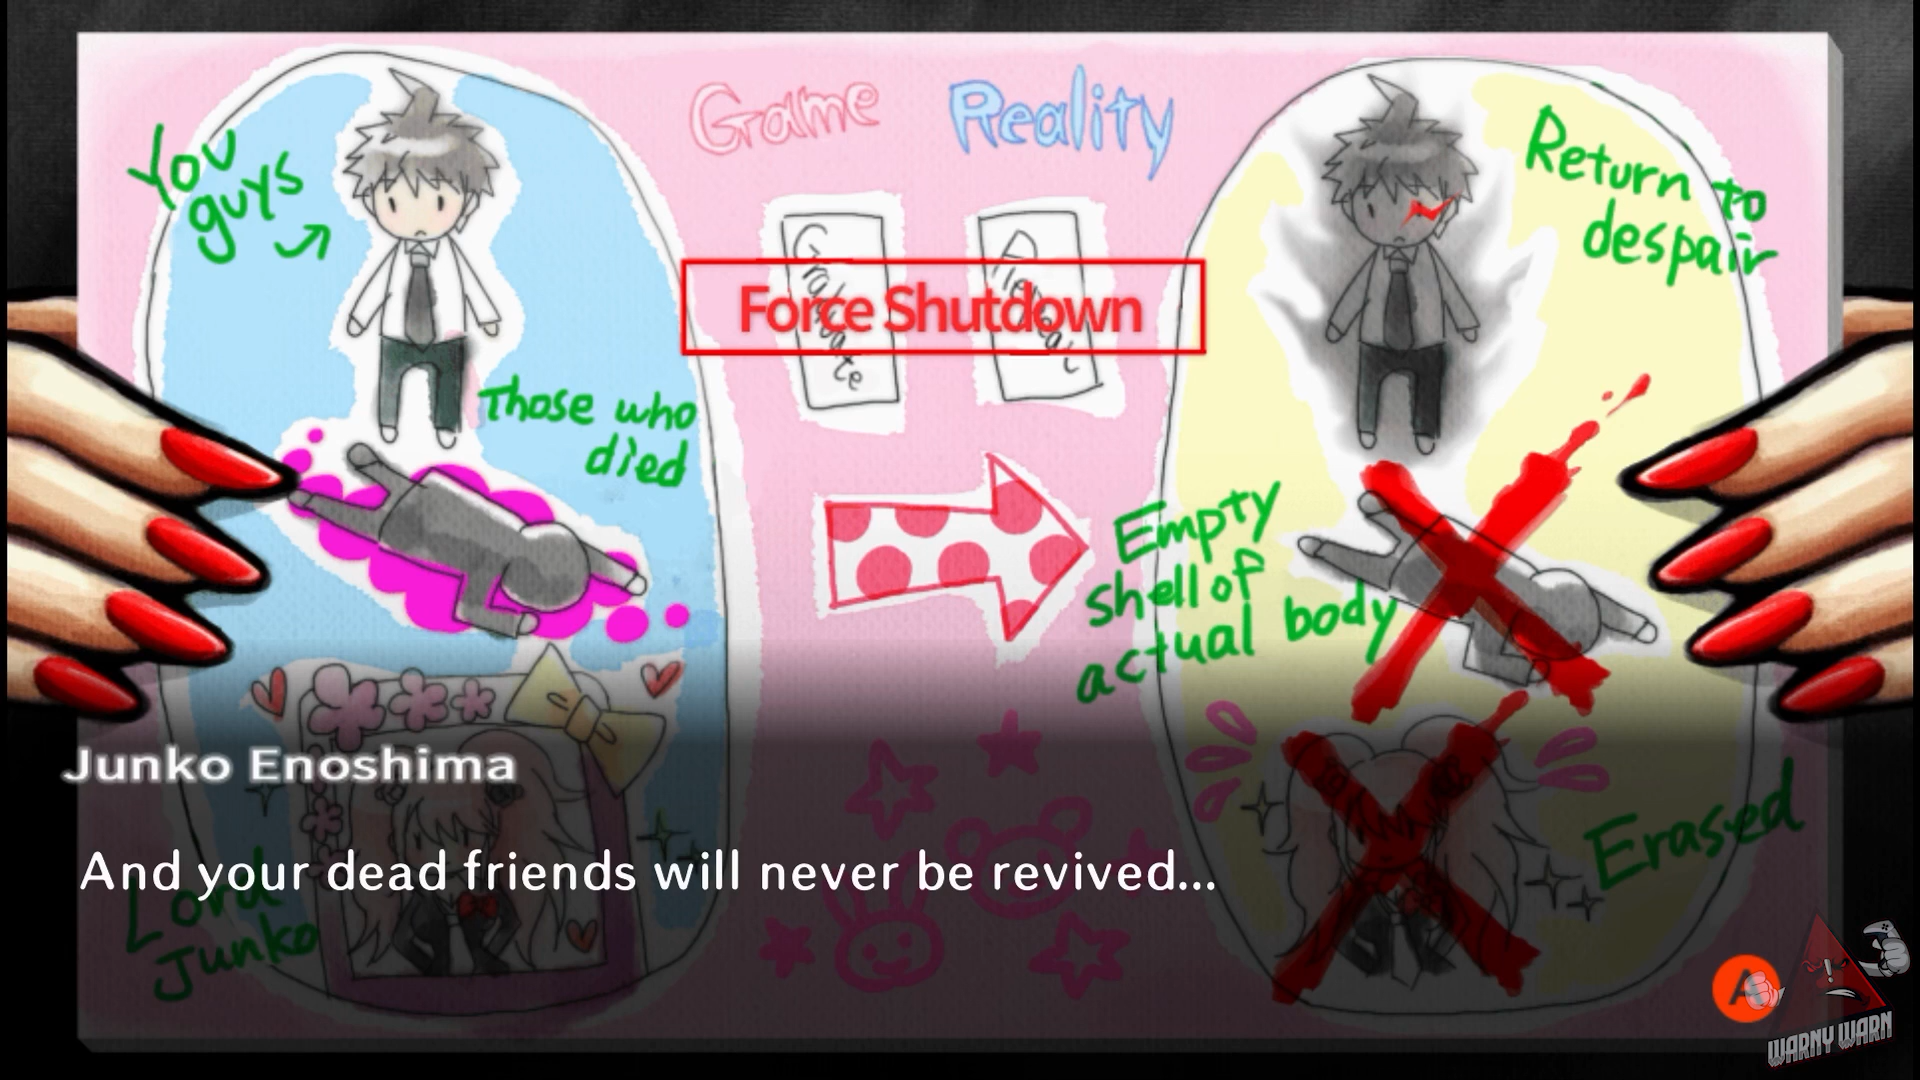 Game Reality
You
guys
Return to
despair
Graduate
Force Shutdown
Those who
died
Empty
shell of
actual body
Junko Enoshima
And your dead friends will never be revived...
Lord
Junko
Erased
A
WARNY WARN